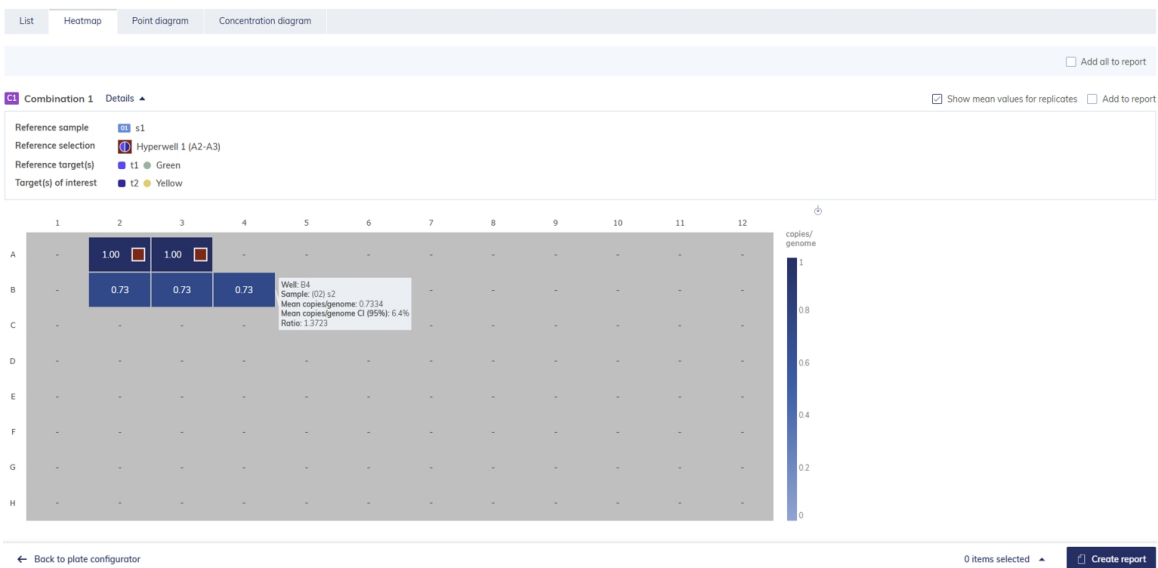 List Heatmap Point diagram Concentration diagram
Add all to report
C1 Combination 1 Details Show mean values for replicates Add to report
Reference sample 01 s1
Reference selection Hyperwell 1 (A2-A3)
Reference target(s) t1 Green
Target(s) of interest t2 Yellow
1 2 3 4 5 6 7 8 9 10 11 12
copies/
genome
A - 1.00 1.00 - - - - - - - - -
1
B - 0.73 0.73 0.73 - - - - - -
Well: B4
Sample: (02) s2
Mean copies/genome: 0.7334
Mean copies/genome CI (95%): 6.4%
Ratio: 1.3723
0.8
C - - - - - - - - - - - -
D - - - - - - - - - - - -
0.6
E - - - - - - - - - - - -
0.4
F - - - - - - - - - - - -
G - - - - - - - - - - - -
0.2
H - - - - - - - - - - - -
0
← Back to plate configurator 0 items selected Create report